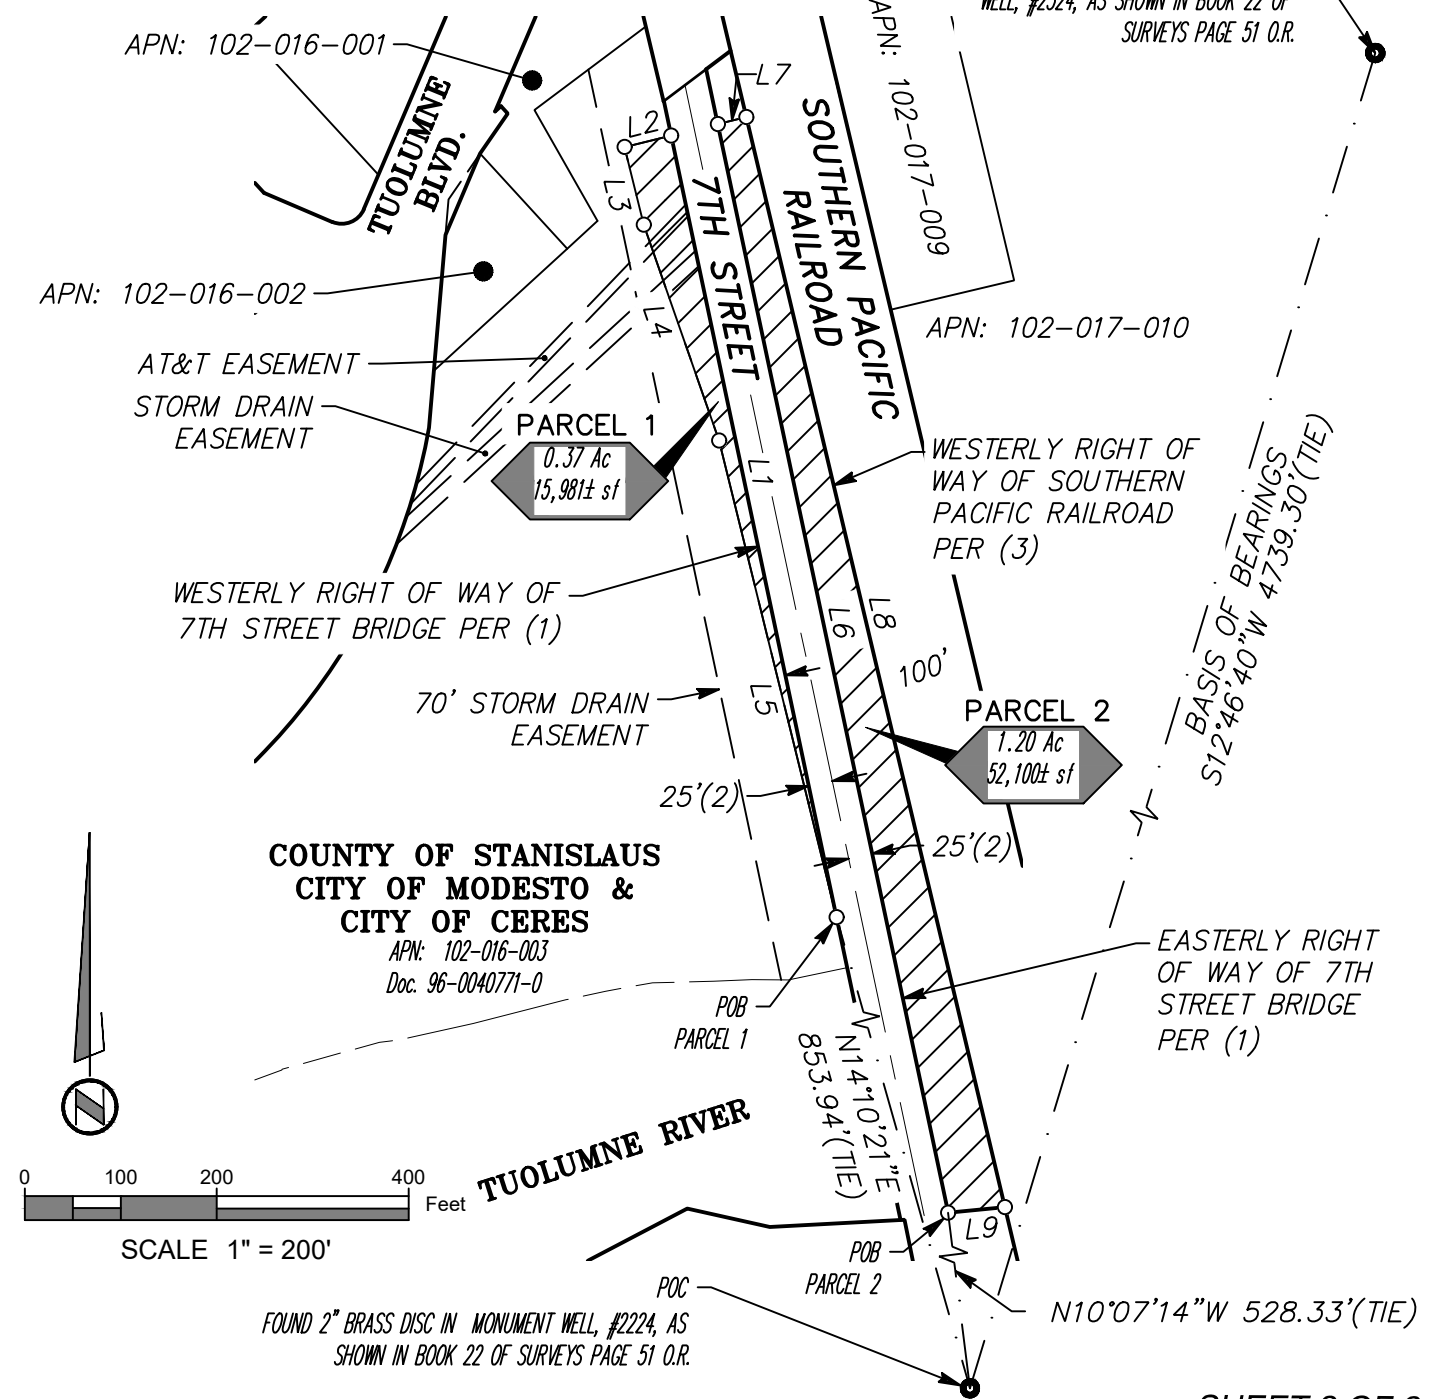 WELL, #2324, AS SHOWN IN BOOK 22 OF
SURVEYS PAGE 51 O.R.
APN: 102-016-001
TUOLUMNE
BLVD.
L7
L2
L3
APN: 102-017-009
SOUTHERN PACIFIC
RAILROAD
7TH STREET
APN: 102-016-002
L4
APN: 102-017-010
AT&T EASEMENT
STORM DRAIN
EASEMENT
PARCEL 1
0.37 Ac
15,981± sf
L1
WESTERLY RIGHT OF
WAY OF SOUTHERN
PACIFIC RAILROAD
PER (3)
BASIS OF BEARINGS
S12°46'40"W 4739.30'(TIE)
WESTERLY RIGHT OF WAY OF
7TH STREET BRIDGE PER (1)
L6
L8
100'
L5
70' STORM DRAIN
EASEMENT
PARCEL 2
1.20 Ac
52,100± sf
25'(2)
25'(2)
COUNTY OF STANISLAUS
CITY OF MODESTO &
CITY OF CERES
APN: 102-016-003
Doc. 96-0040771-0
POB
PARCEL 1
EASTERLY RIGHT
OF WAY OF 7TH
STREET BRIDGE
PER (1)
N14°10'21"E
853.94'(TIE)
N
TUOLUMNE RIVER
0 100 200 400
Feet
SCALE 1" = 200'
L9
POB
PARCEL 2
POC
N10°07'14"W 528.33'(TIE)
FOUND 2" BRASS DISC IN MONUMENT WELL, #2224, AS
SHOWN IN BOOK 22 OF SURVEYS PAGE 51 O.R.